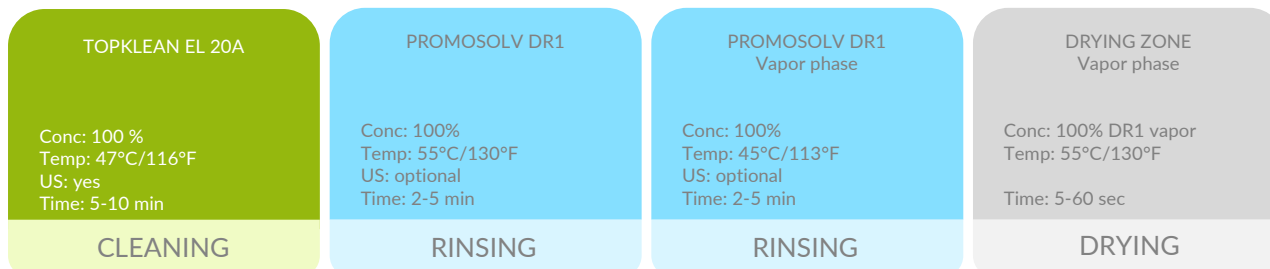 TOPKLEAN EL 20A
Conc: 100 %
Temp: 47°C/116°F
US: yes
Time: 5-10 min
CLEANING
PROMOSOLV DR1
Conc: 100%
Temp: 55°C/130°F
US: optional
Time: 2-5 min
RINSING
PROMOSOLV DR1
Vapor phase
Conc: 100%
Temp: 45°C/113°F
US: optional
Time: 2-5 min
RINSING
DRYING ZONE
Vapor phase
Conc: 100% DR1 vapor
Temp: 55°C/130°F
Time: 5-60 sec
DRYING